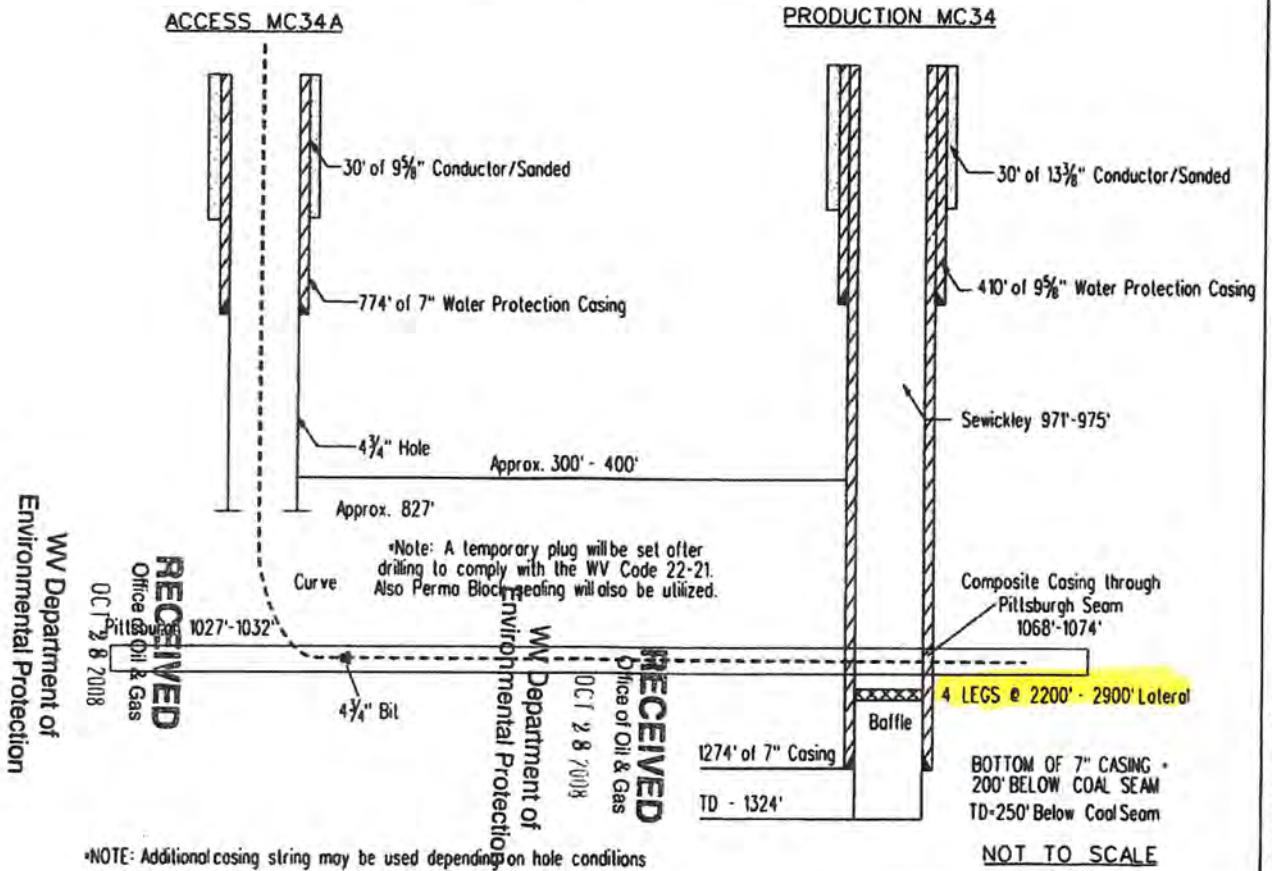 ACCESS MC34A
PRODUCTION MC34
30' of 9⅝" Conductor/Sanded
30' of 13⅜" Conductor/Sanded
774' of 7" Water Protection Casing
410' of 9⅝" Water Protection Casing
Sewickley 971'-975'
4¾" Hole
Approx. 300' - 400'
Approx. 827'
*Note: A temporary plug will be set after
drilling to comply with the WV Code 22-21.
Also Perma Block sealing will also be utilized.
Curve
Composite Casing through
Pittsburgh Seam
1068'-1074'
Pittsburgh 1027'-1032'
4¾" Bit
4 LEGS @ 2200' - 2900' Lateral
Baffle
1274' of 7" Casing
BOTTOM OF 7" CASING =
200' BELOW COAL SEAM
TD - 1324'
TD=250' Below Coal Seam
*NOTE: Additional casing string may be used depending on hole conditions
NOT TO SCALE
RECEIVED
Office of Oil & Gas
OCT 28 2008
WV Department of
Environmental Protection
RECEIVED
Office of Oil & Gas
OCT 28 2008
WV Department of
Environmental Protection